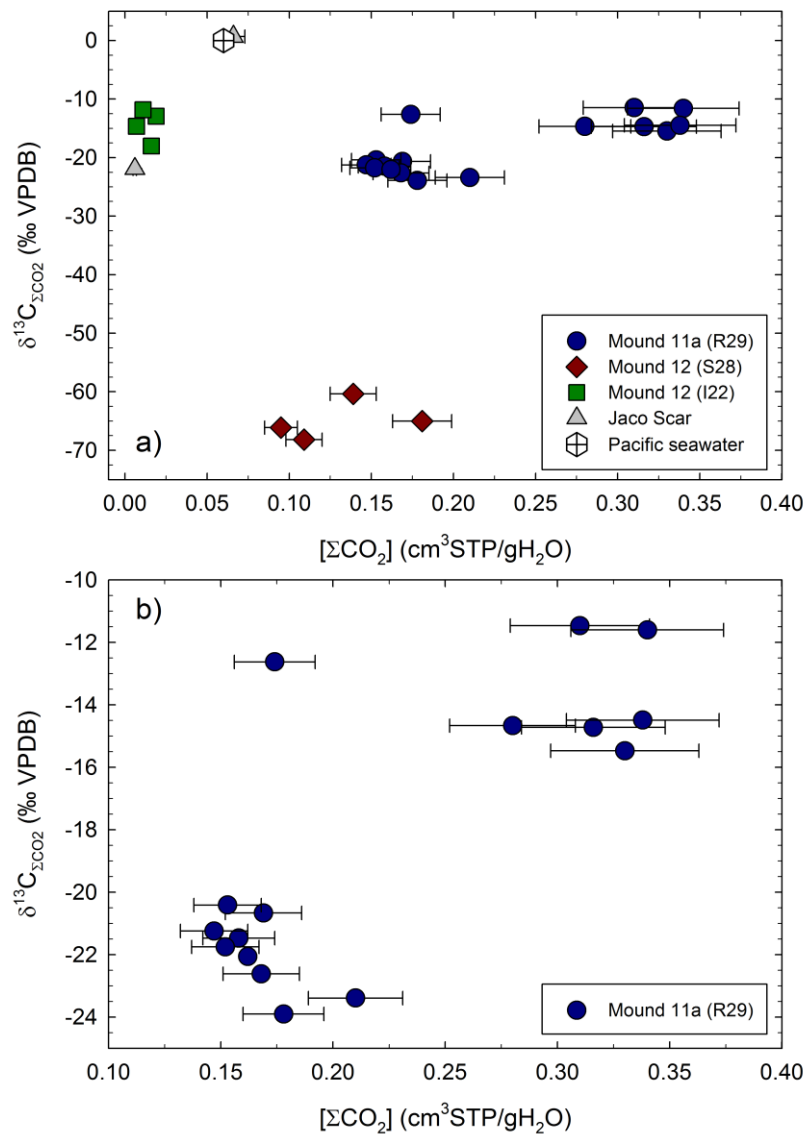 0
-10
-20
-30
-40
-50
-60
-70
δ¹³C_ΣCO2 (‰ VPDB)
a)
Mound 11a (R29)
Mound 12 (S28)
Mound 12 (I22)
Jaco Scar
Pacific seawater
0.00 0.05 0.10 0.15 0.20 0.25 0.30 0.35 0.40
[ΣCO₂] (cm³STP/gH₂O)
-10
-12
-14
-16
-18
-20
-22
-24
δ¹³C_ΣCO2 (‰ VPDB)
b)
Mound 11a (R29)
0.10 0.15 0.20 0.25 0.30 0.35 0.40
[ΣCO₂] (cm³STP/gH₂O)